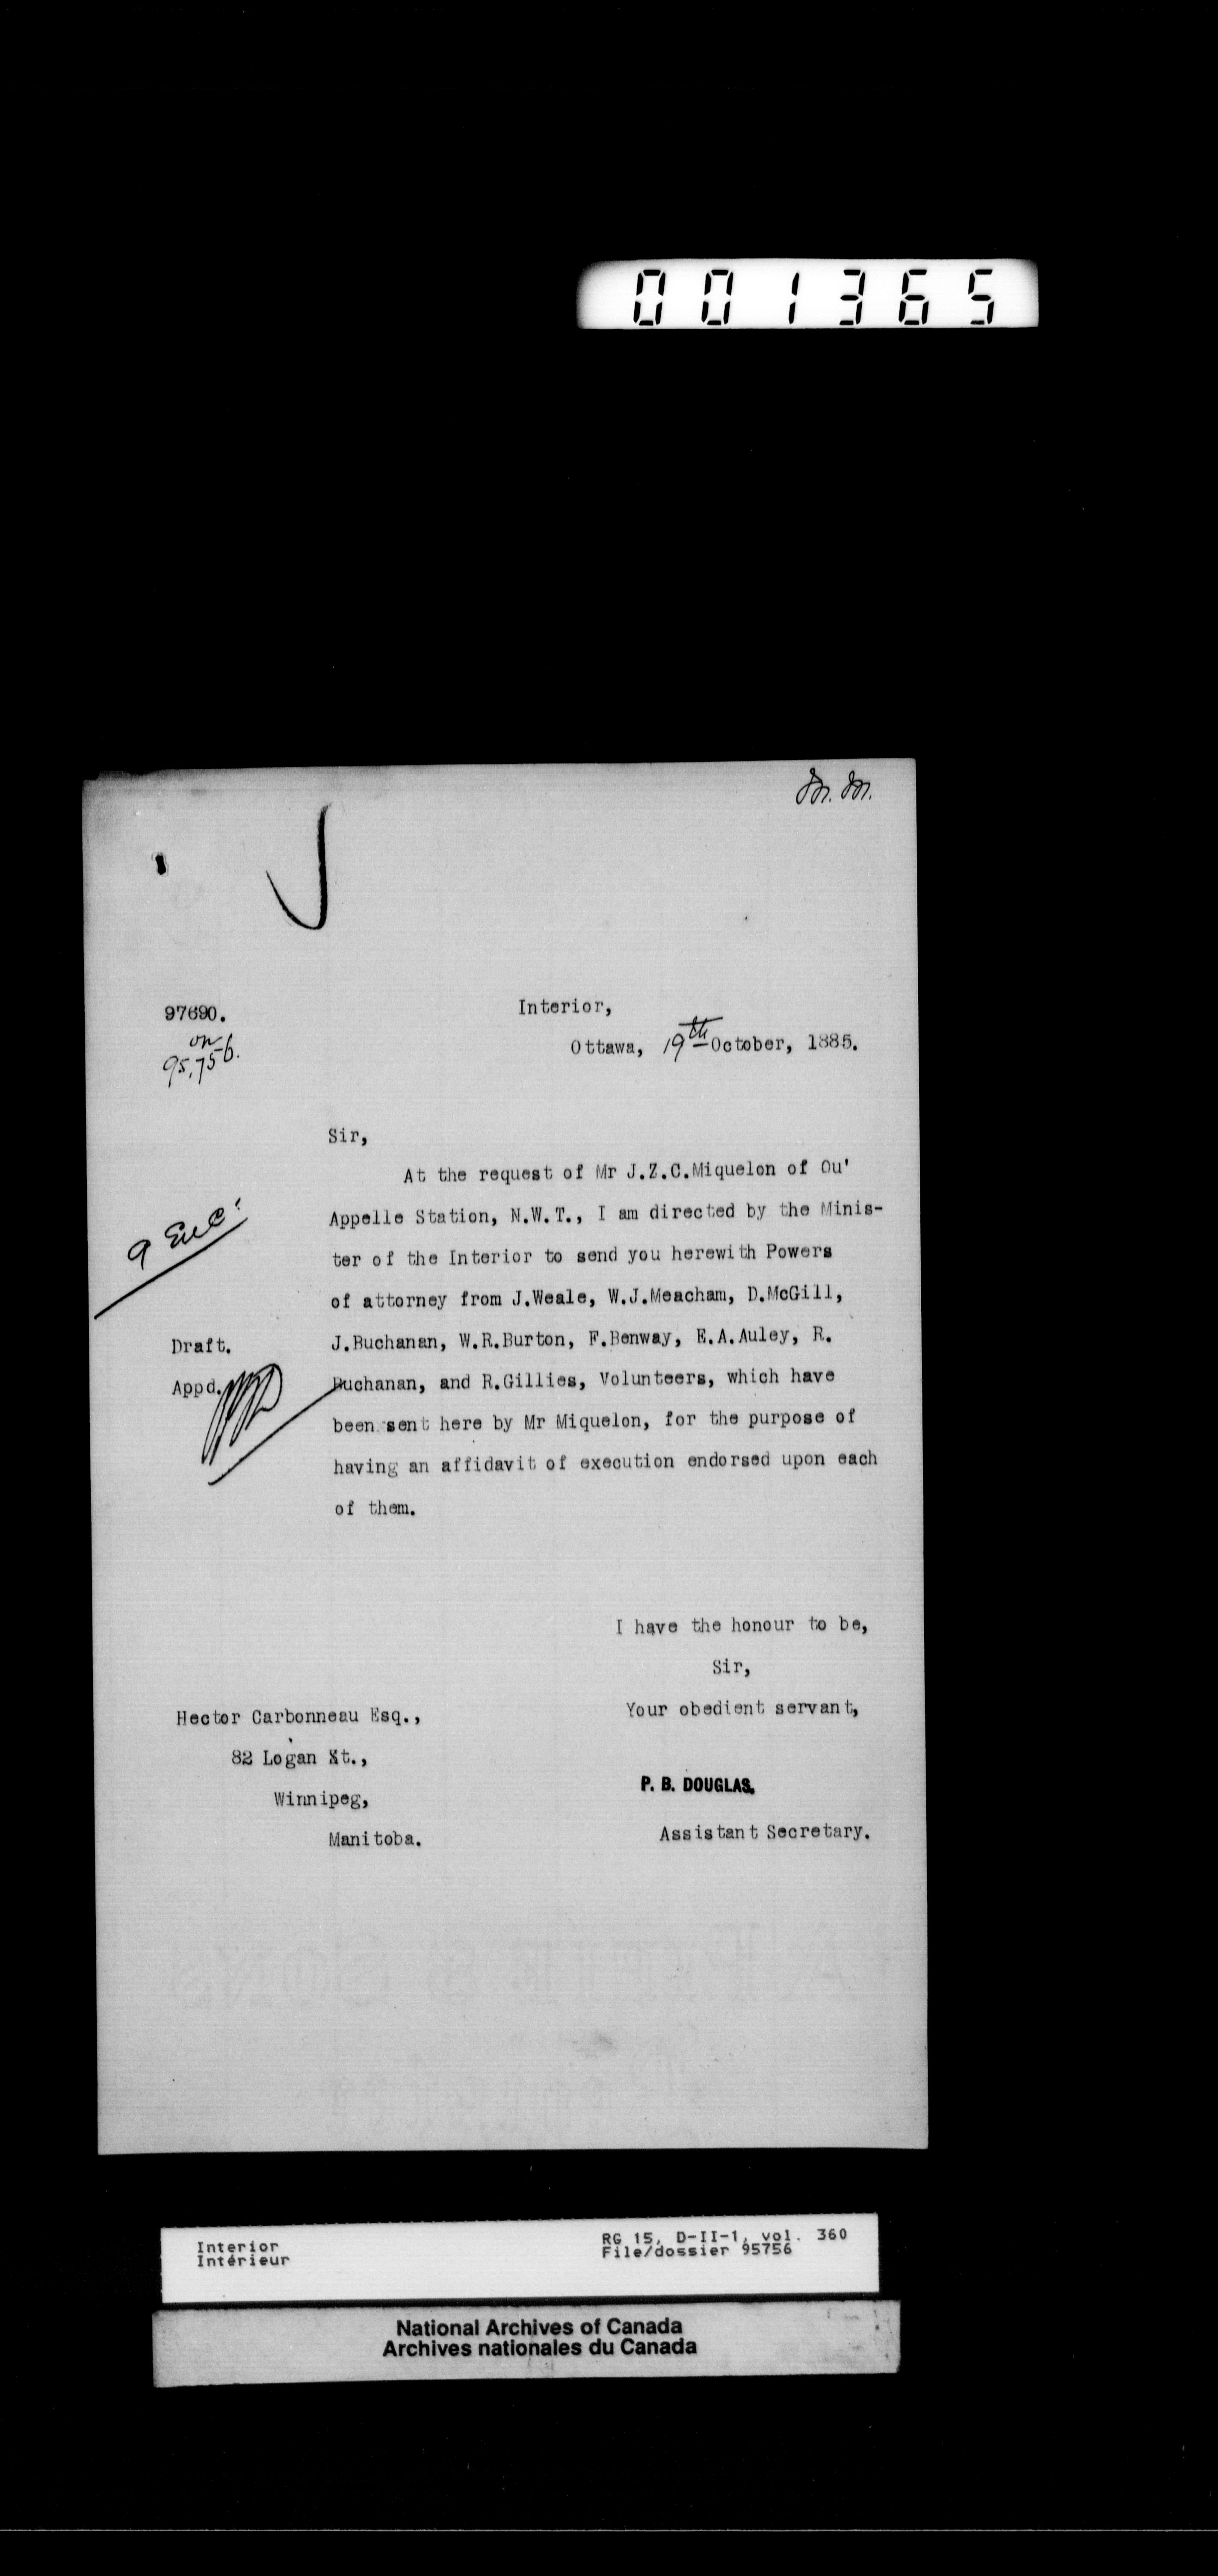 001365
M. M.
97690.
on
95.756.
Interior,
Ottawa, 19th October, 1885.
Sir,
At the request of Mr J.Z.C.Miquelon of Ou'
Appelle Station, N.W.T., I am directed by the Minis-
ter of the Interior to send you herewith Powers
of attorney from J.Weale, W.J.Meacham, D.McGill,
J.Buchanan, W.R.Burton, F.Benway, E.A.Auley, R.
Buchanan, and R.Gillies, Volunteers, which have
been sent here by Mr Miquelon, for the purpose of
having an affidavit of execution endorsed upon each
of them.
9 Enc.
Draft.
Appd.
I have the honour to be,
Sir,
Your obedient servant,
P. B. DOUGLAS,
Assistant Secretary.
Hector Carbonneau Esq.,
82 Logan St.,
Winnipeg,
Manitoba.
A PIRIE & SONS
Interior
Intérieur
RG 15, D-II-1, vol. 360
File/dossier 95756
National Archives of Canada
Archives nationales du Canada